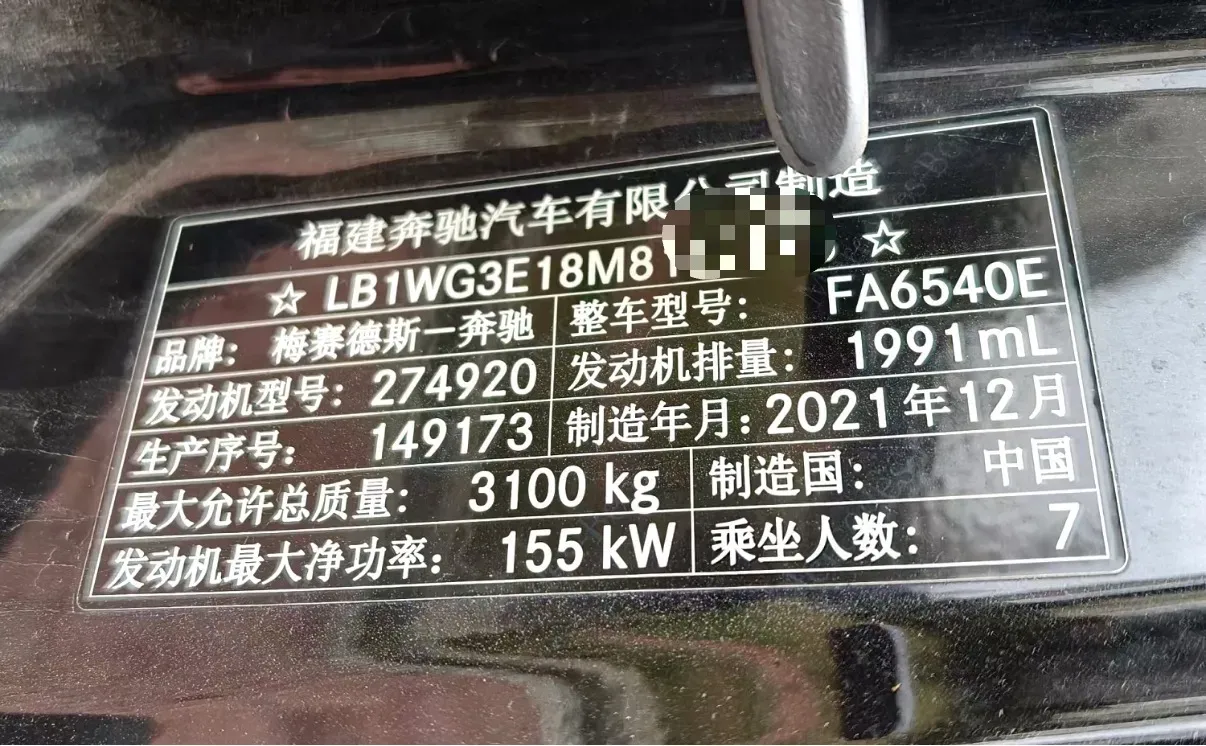 福建奔驰汽车有限公司制造
☆ LB1WG3E18M81 ☆
品牌: 梅赛德斯—奔驰 整车型号: FA6540E
发动机型号: 274920 发动机排量: 1991mL
生产序号: 149173 制造年月: 2021年12月
最大允许总质量: 3100 kg 制造国: 中国
发动机最大净功率: 155 kW 乘坐人数: 7